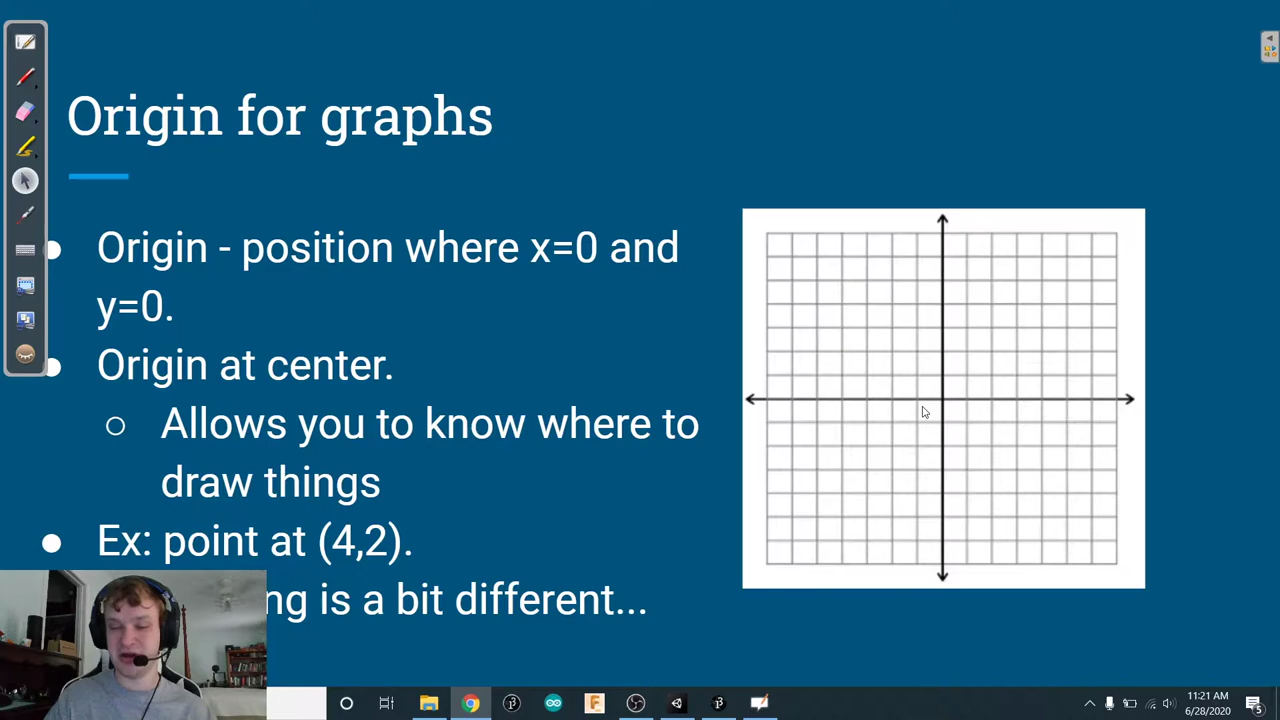 Origin for graphs
● Origin - position where x=0 and
y=0.
● Origin at center.
○ Allows you to know where to
draw things
● Ex: point at (4,2).
is a bit different...
11:21 AM
6/28/2020
5